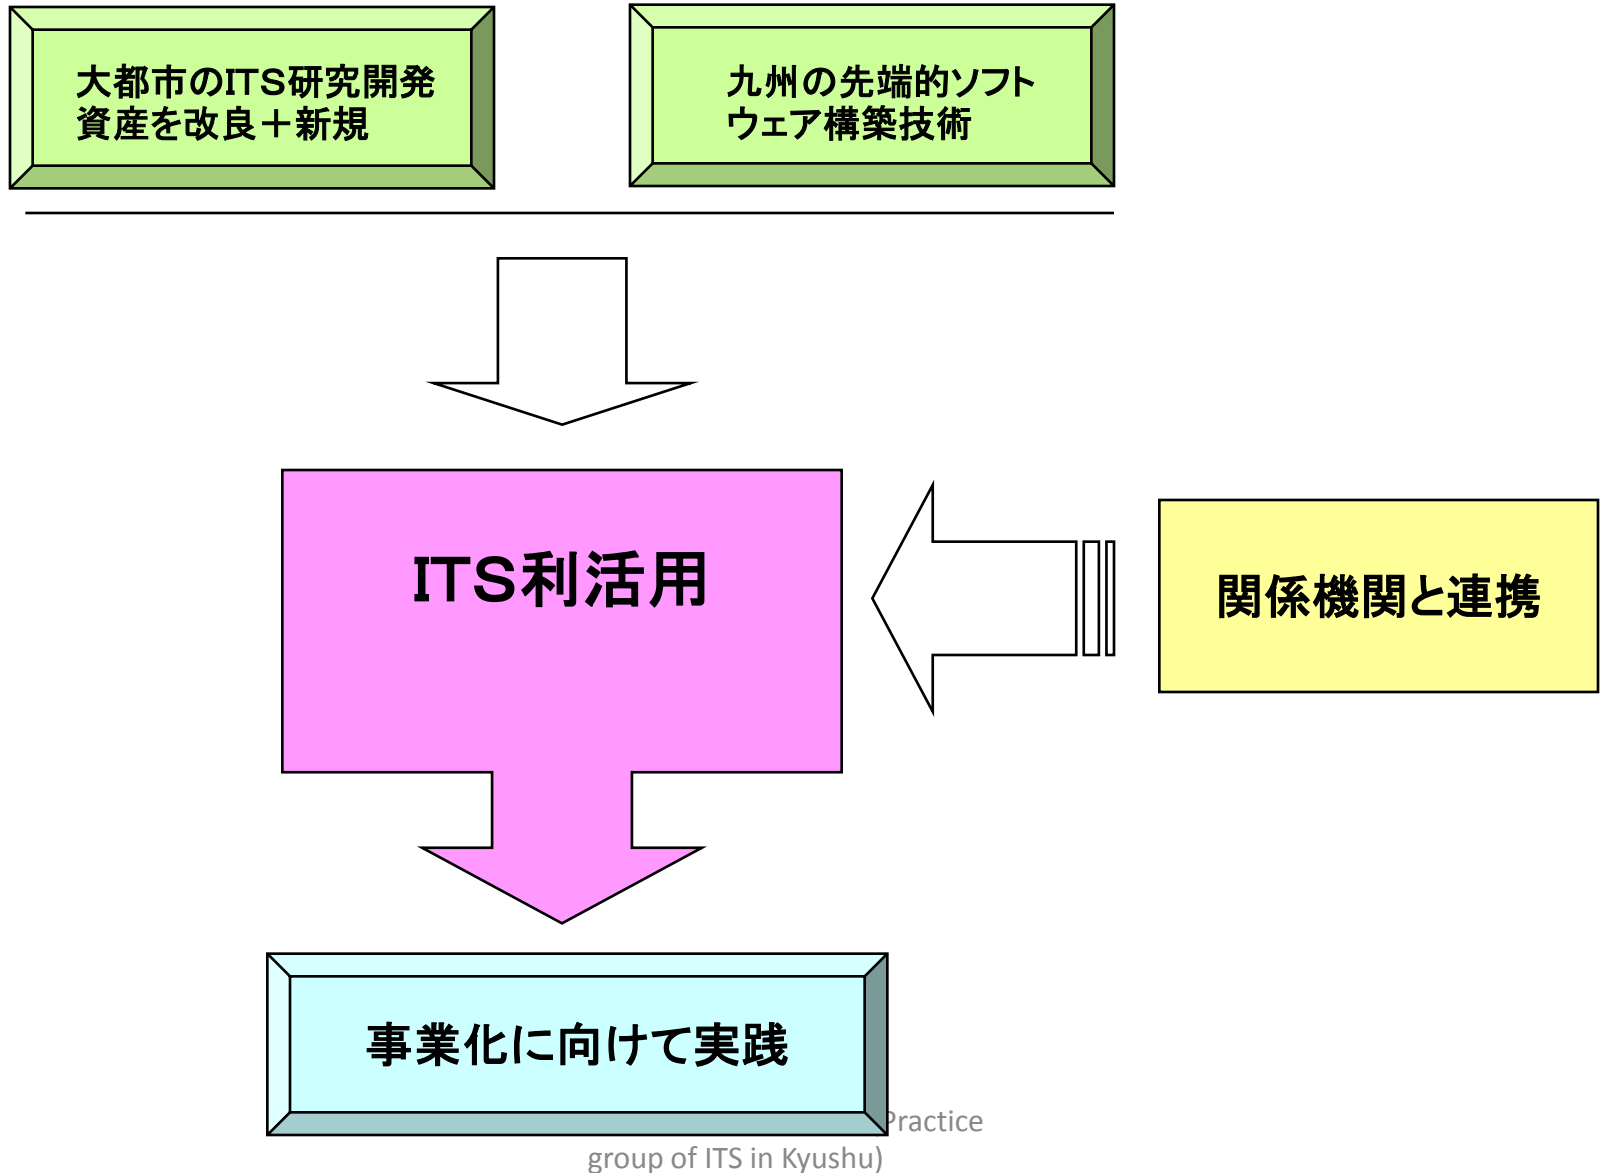 大都市のITS研究開発
資産を改良＋新規
九州の先端的ソフト
ウェア構築技術
ITS利活用
関係機関と連携
事業化に向けて実践
Practice
group of ITS in Kyushu)